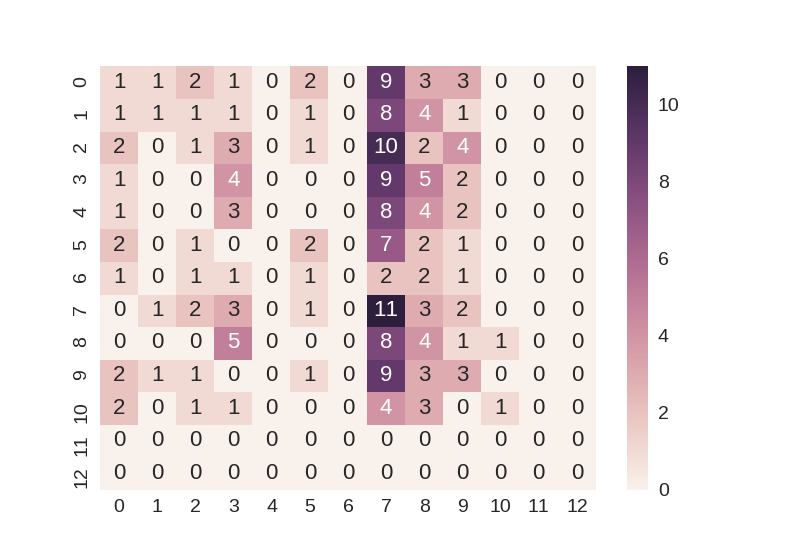 0 1 1 2 1 0 2 0 9 3 3 0 0 0
1 1 1 1 1 0 1 0 8 4 1 0 0 0
2 2 0 1 3 0 1 0 10 2 4 0 0 0
3 1 0 0 4 0 0 0 9 5 2 0 0 0
4 1 0 0 3 0 0 0 8 4 2 0 0 0
5 2 0 1 0 0 2 0 7 2 1 0 0 0
6 1 0 1 1 0 1 0 2 2 1 0 0 0
7 0 1 2 3 0 1 0 11 3 2 0 0 0
8 0 0 0 5 0 0 0 8 4 1 1 0 0
9 2 1 1 0 0 1 0 9 3 3 0 0 0
10 2 0 1 1 0 0 0 4 3 0 1 0 0
11 0 0 0 0 0 0 0 0 0 0 0 0 0
12 0 0 0 0 0 0 0 0 0 0 0 0 0
0 1 2 3 4 5 6 7 8 9 10 11 12
10
8
6
4
2
0